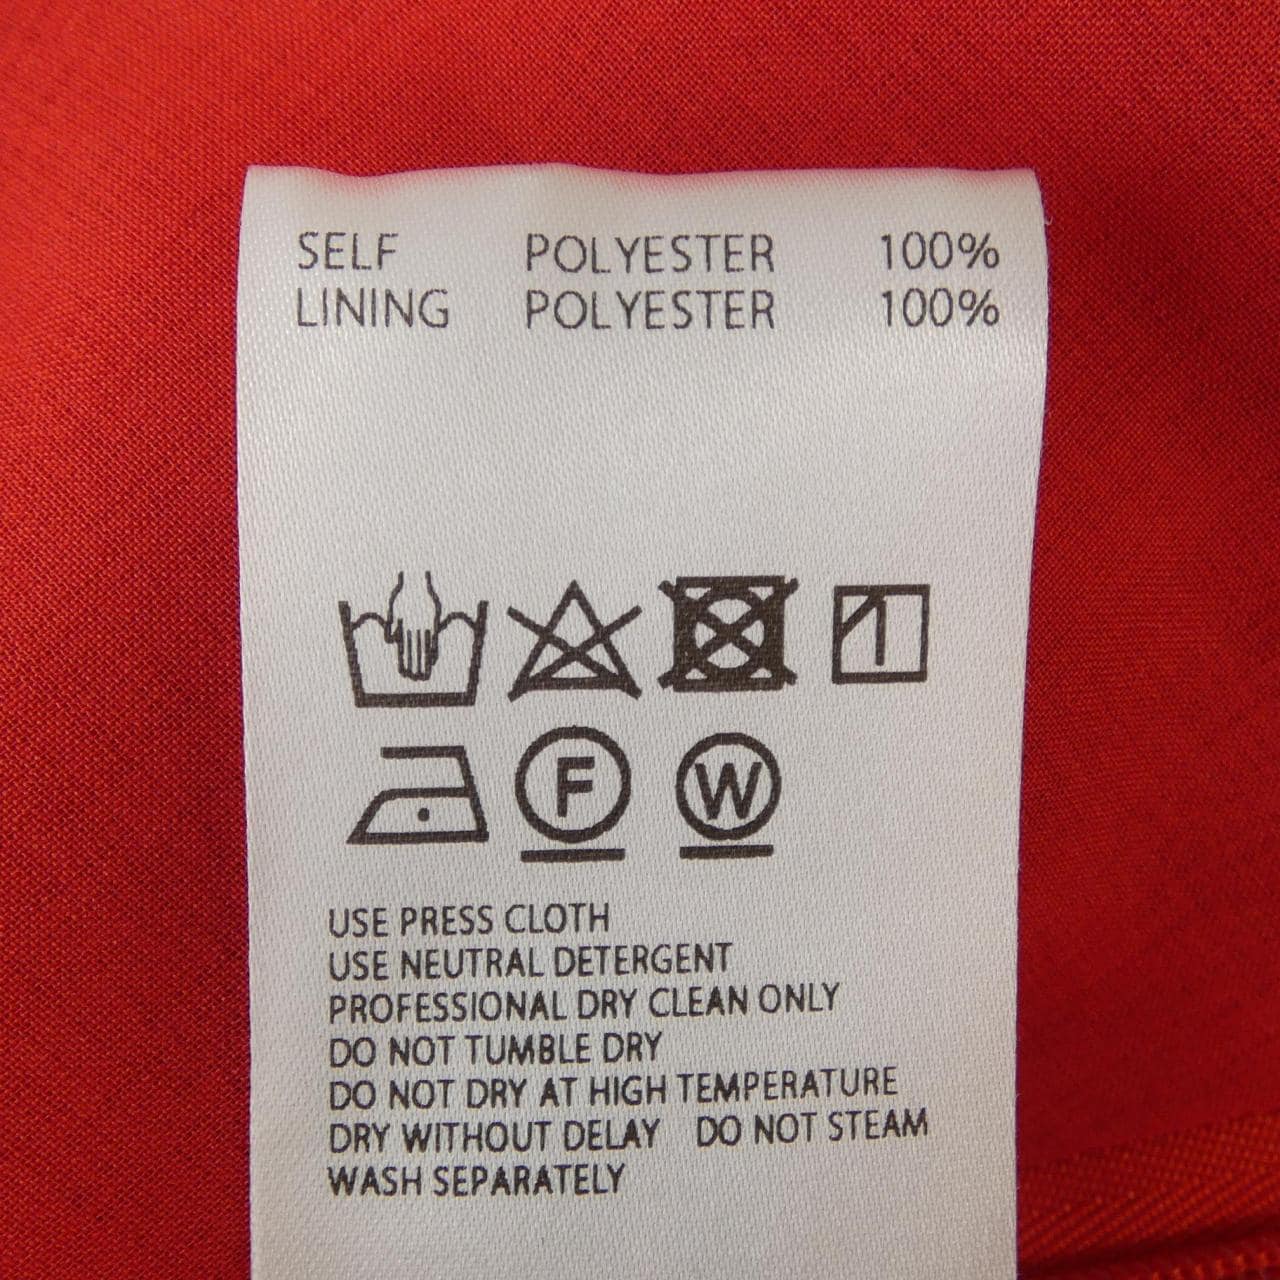 SELF POLYESTER 100%
LINING POLYESTER 100%
F W
USE PRESS CLOTH
USE NEUTRAL DETERGENT
PROFESSIONAL DRY CLEAN ONLY
DO NOT TUMBLE DRY
DO NOT DRY AT HIGH TEMPERATURE
DRY WITHOUT DELAY DO NOT STEAM
WASH SEPARATELY